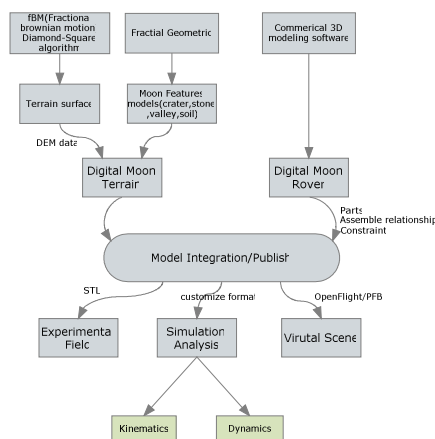 fBM(Fractiona
brownian motion
Diamond-Square
algorithm
Fractial Geometric
Commerical 3D
modeling software
Terrain surface
Moon Features
models(crater,stone
,valley,soil)
DEM data
Digital Moon
Terrair
Digital Moon
Rover
Parts
Assemble relationship
Constraint
Model Integration/Publish
STL
customize format
OpenFlight/PFB
Experimenta
Field
Simulation
Analysis
Virutal Scene
Kinematics
Dynamics